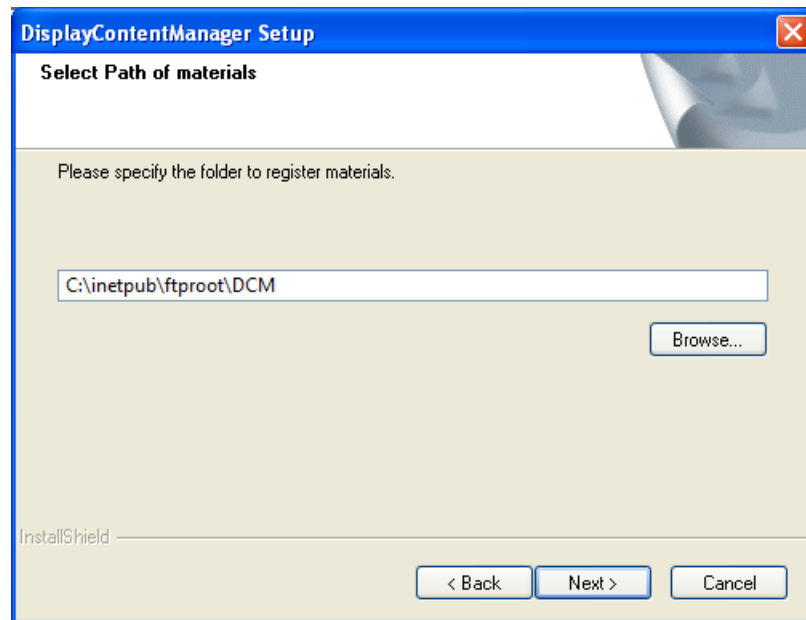 DisplayContentManager Setup
Select Path of materials
Please specify the folder to register materials.
C:\inetpub\ftproot\DCM
Browse...
InstallShield
< Back
Next >
Cancel